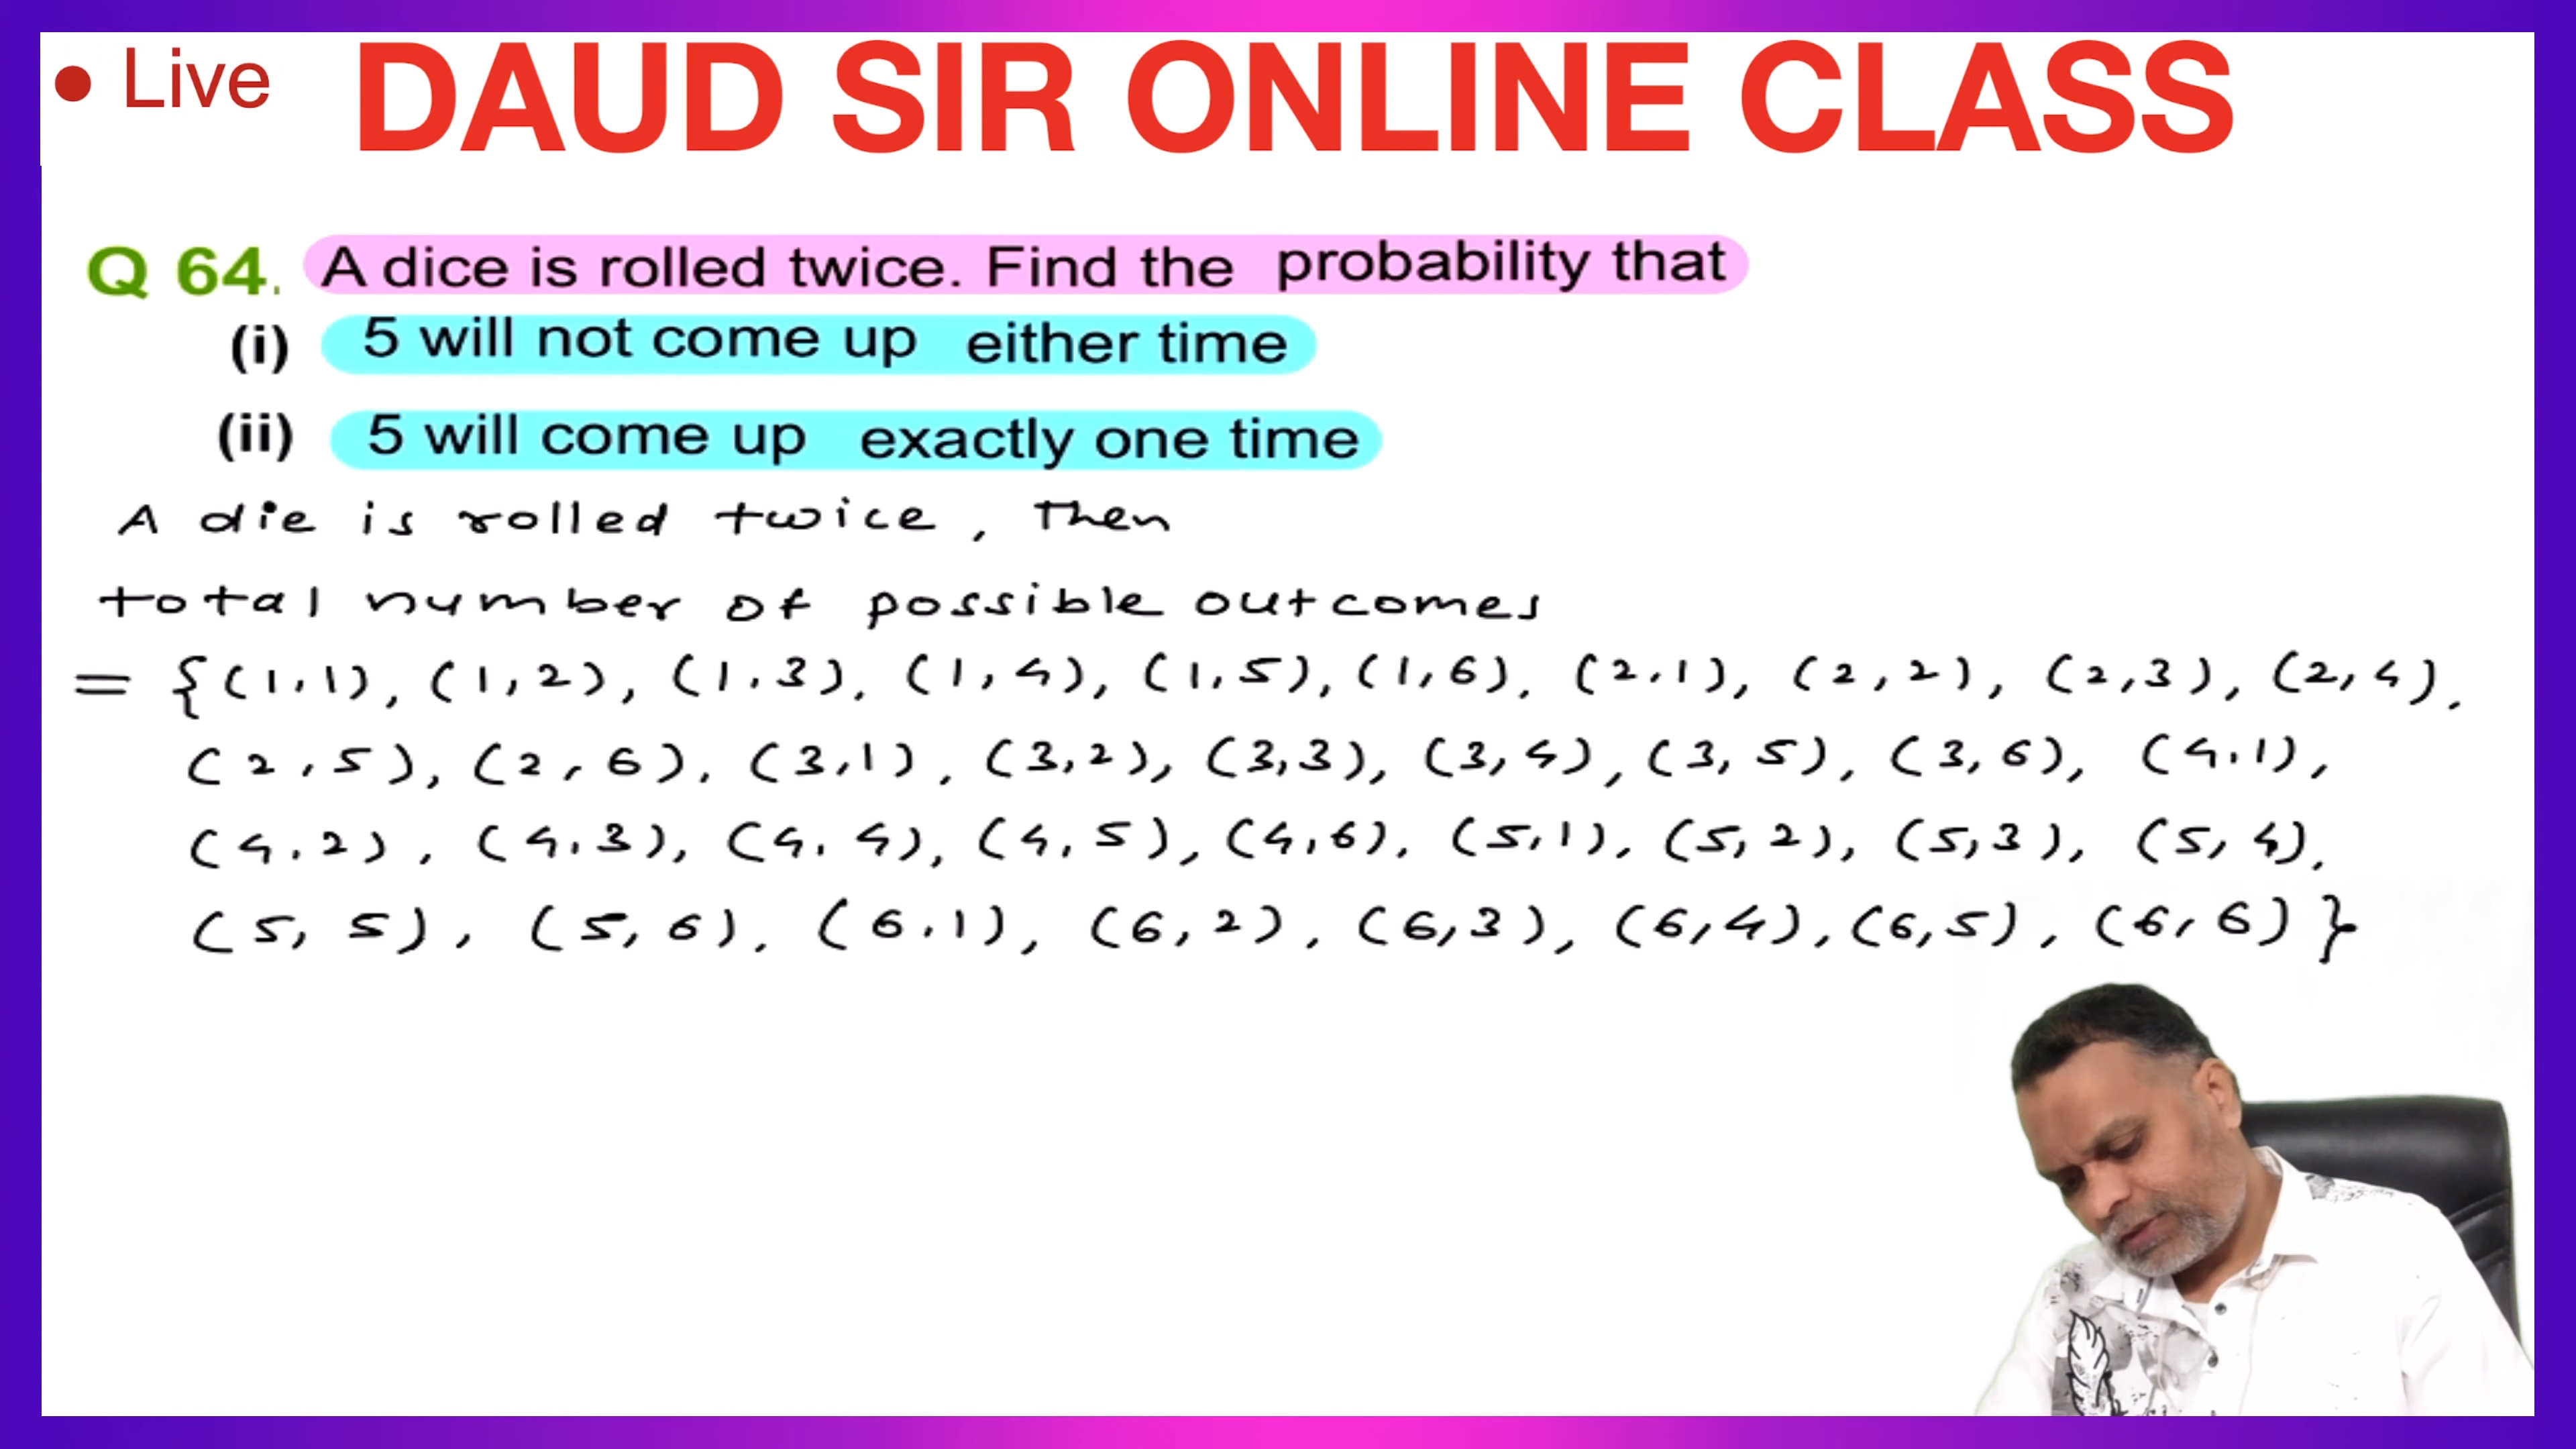 • Live DAUD SIR ONLINE CLASS
Q 64. A dice is rolled twice. Find the probability that
(i) 5 will not come up either time
(ii) 5 will come up exactly one time
A die is rolled twice, then
total number of possible outcomes
= {(1,1), (1,2), (1,3), (1,4), (1,5), (1,6), (2,1), (2,2), (2,3), (2,4),
(2,5), (2,6), (3,1), (3,2), (3,3), (3,4), (3,5), (3,6), (4,1),
(4,2), (4,3), (4,4), (4,5), (4,6), (5,1), (5,2), (5,3), (5,4),
(5,5), (5,6), (6,1), (6,2), (6,3), (6,4), (6,5), (6,6)}